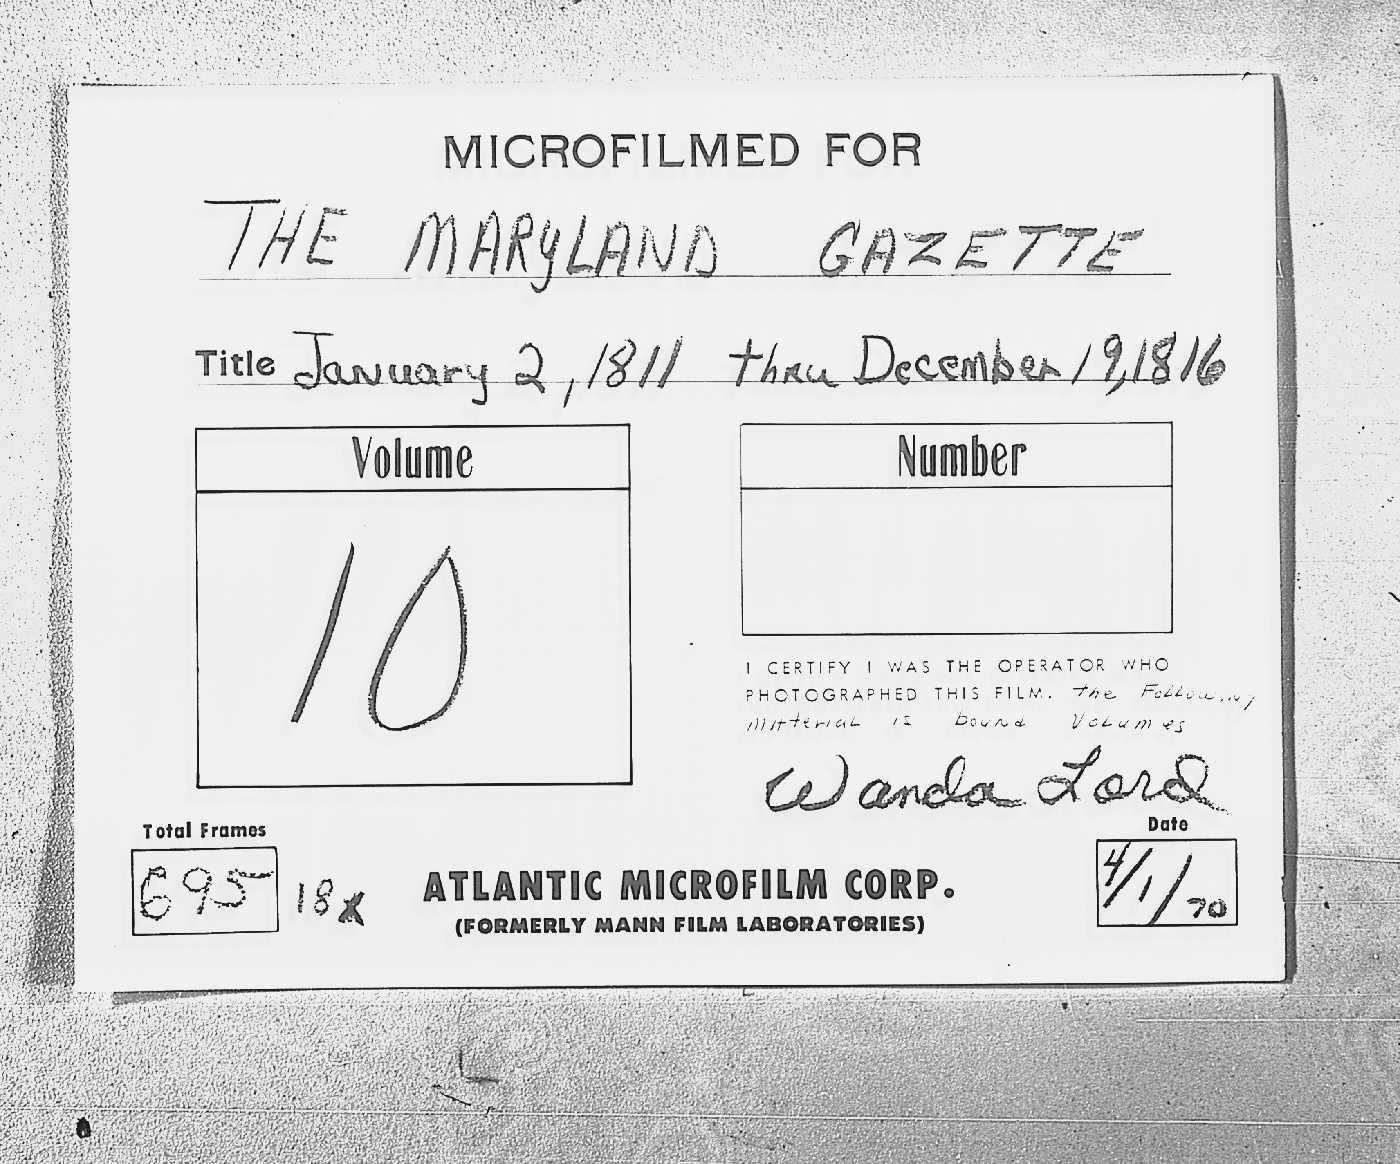 MICROFILMED FOR
THE MARYLAND GAZETTE
Title January 2, 1811 thru December 19, 1816
Volume
10
Number
I CERTIFY I WAS THE OPERATOR WHO
PHOTOGRAPHED THIS FILM. the Following
material is bound Volumes
Wanda Lord
Total Frames
695 18x
ATLANTIC MICROFILM CORP.
(FORMERLY MANN FILM LABORATORIES)
Date
4/1/70